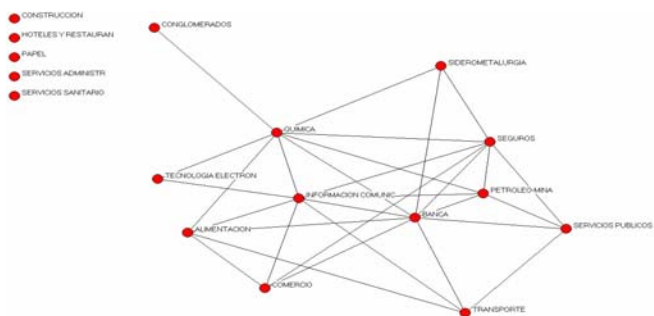 CONSTRUCCION
HOTELES Y RESTAURAN
PAPEL
SERVICIOS ADMINISTR
SERVICIOS SANITARIO
CONGLOMERADOS
SIDEROMETALURGIA
QUIMICA
SEGUROS
TECNOLOGIA ELECTRON
INFORMACION COMUNIC
PETROLEO-MINA
BANCA
ALIMENTACION
SERVICIOS PUBLICOS
COMERCIO
TRANSPORTE